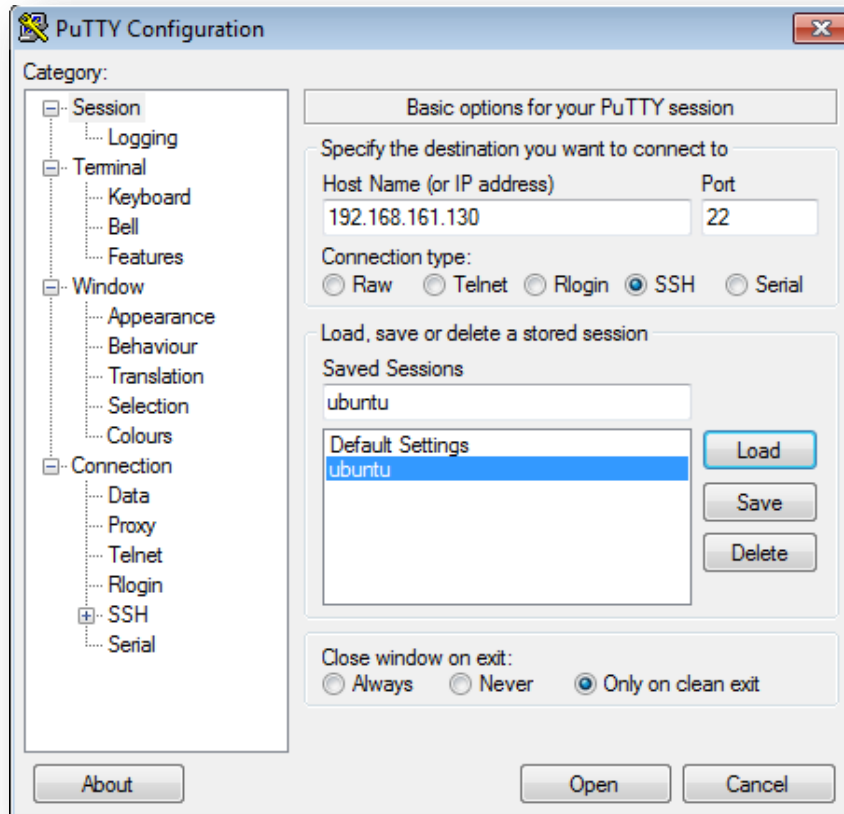 PuTTY Configuration
Category:
Session
Logging
Terminal
Keyboard
Bell
Features
Window
Appearance
Behaviour
Translation
Selection
Colours
Connection
Data
Proxy
Telnet
Rlogin
SSH
Serial
Basic options for your PuTTY session
Specify the destination you want to connect to
Host Name (or IP address) Port
192.168.161.130 22
Connection type:
Raw Telnet Rlogin SSH Serial
Load, save or delete a stored session
Saved Sessions
ubuntu
Default Settings
ubuntu
Load
Save
Delete
Close window on exit:
Always Never Only on clean exit
About Open Cancel